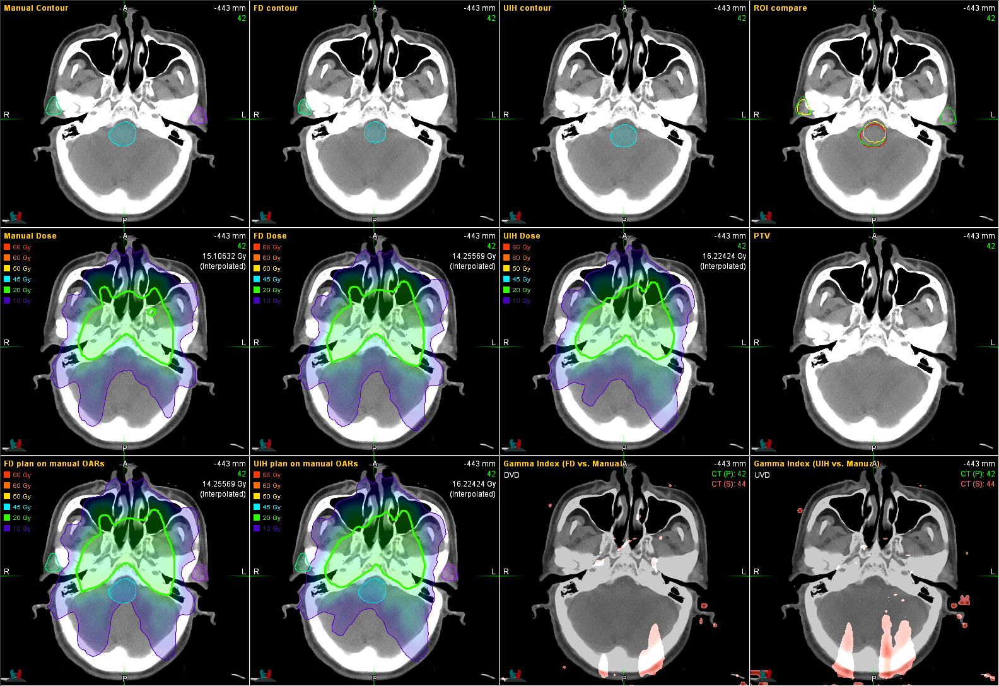 Manual Contour
A
-443 mm
42
R
L
P
FD contour
A
-443 mm
42
R
L
P
UIH contour
A
-443 mm
42
R
L
P
ROI compare
A
-443 mm
42
R
L
P
Manual Dose
A
-443 mm
42
15.10632 Gy
(Interpolated)
66 Gy
60 Gy
50 Gy
45 Gy
20 Gy
10 Gy
R
L
P
FD Dose
A
-443 mm
42
14.25569 Gy
(Interpolated)
66 Gy
60 Gy
50 Gy
45 Gy
20 Gy
10 Gy
R
L
P
UIH Dose
A
-443 mm
42
16.22424 Gy
(Interpolated)
66 Gy
60 Gy
50 Gy
45 Gy
20 Gy
10 Gy
R
L
P
PTV
A
-443 mm
42
R
L
P
FD plan on manual OARs
A
-443 mm
42
14.25569 Gy
(Interpolated)
66 Gy
60 Gy
50 Gy
45 Gy
20 Gy
10 Gy
R
L
P
UIH plan on manual OARs
A
-443 mm
42
16.22424 Gy
(Interpolated)
66 Gy
60 Gy
50 Gy
45 Gy
20 Gy
10 Gy
R
L
P
Gamma Index (FD vs. Manual)
A
-443 mm
DVD
CT (P): 42
CT (S): 44
R
L
P
Gamma Index (UIH vs. Manual)
A
-443 mm
UVD
CT (P): 42
CT (S): 44
R
L
P